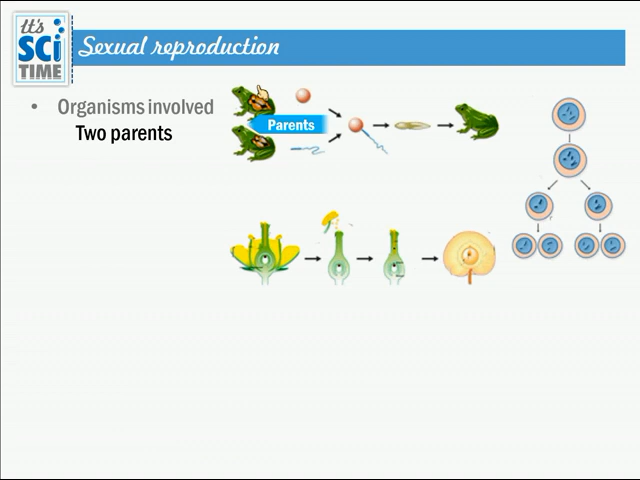 It's
SCi
TIME
Sexual reproduction
• Organisms involved
Two parents
Parents